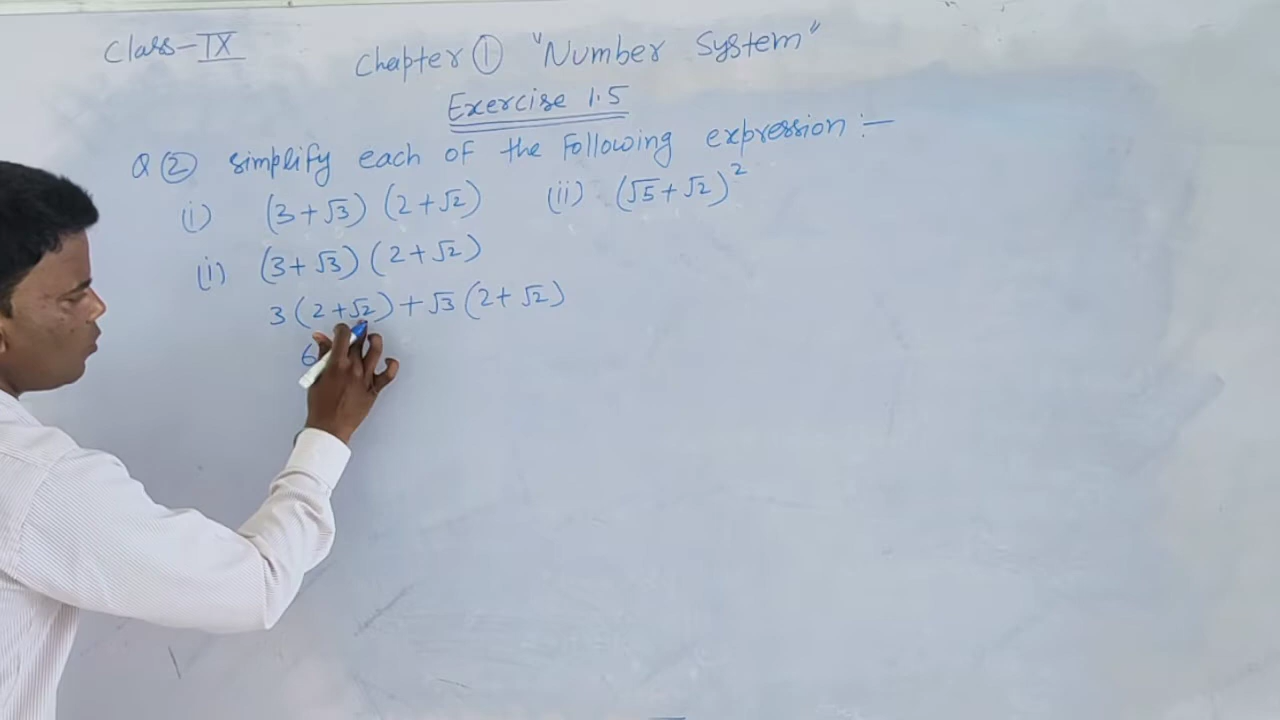 Class-IX
Chapter ① "Number System"
Exercise 1.5
Q ② simplify each of the following expression :-
(i) (3+√3) (2+√2) (ii) (√5+√2)²
(i) (3+√3) (2+√2)
3(2+√2)+√3(2+√2)
6